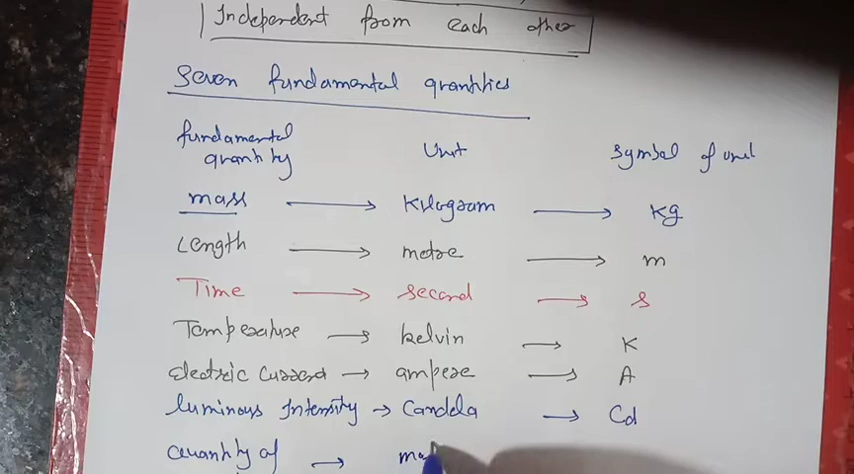 Independent from each other
Seven fundamental quantities
fundamental quantity Unit Symbol of unit
mass → Kilogram → Kg
Length → metre → m
Time → second → s
Temperature → kelvin → K
Electric Current → ampere → A
luminous Intensity → Candela → Cd
Quantity of →